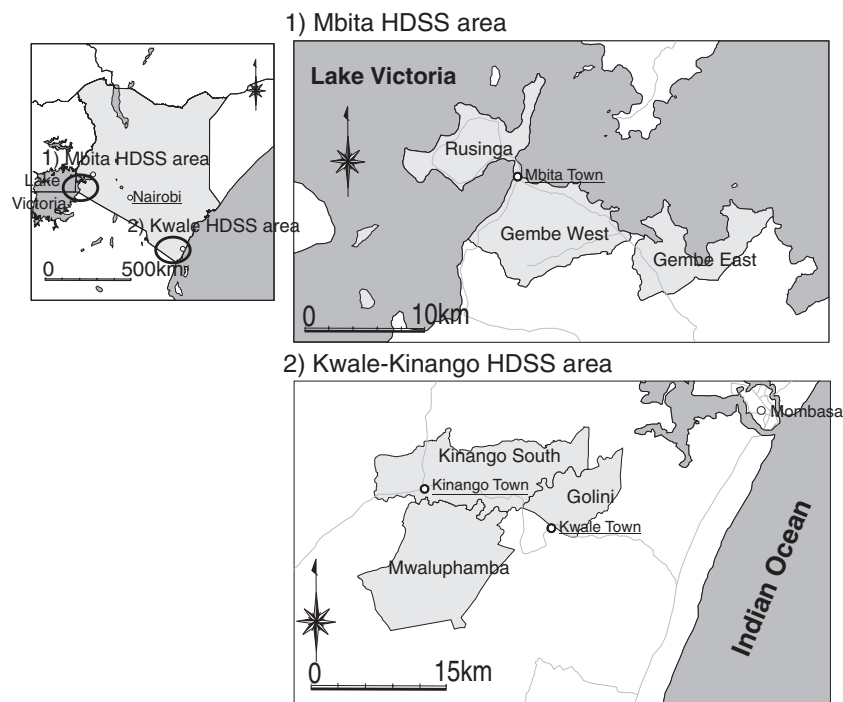 1) Mbita HDSS area
1) Mbita HDSS area
Lake
Victoria
Nairobi
2) Kwale HDSS area
0 500km
Lake Victoria
Rusinga
Mbita Town
Gembe West
Gembe East
0 10km
2) Kwale-Kinango HDSS area
Mombasa
Kinango South
Kinango Town
Golini
Kwale Town
Mwaluphamba
Indian Ocean
0 15km